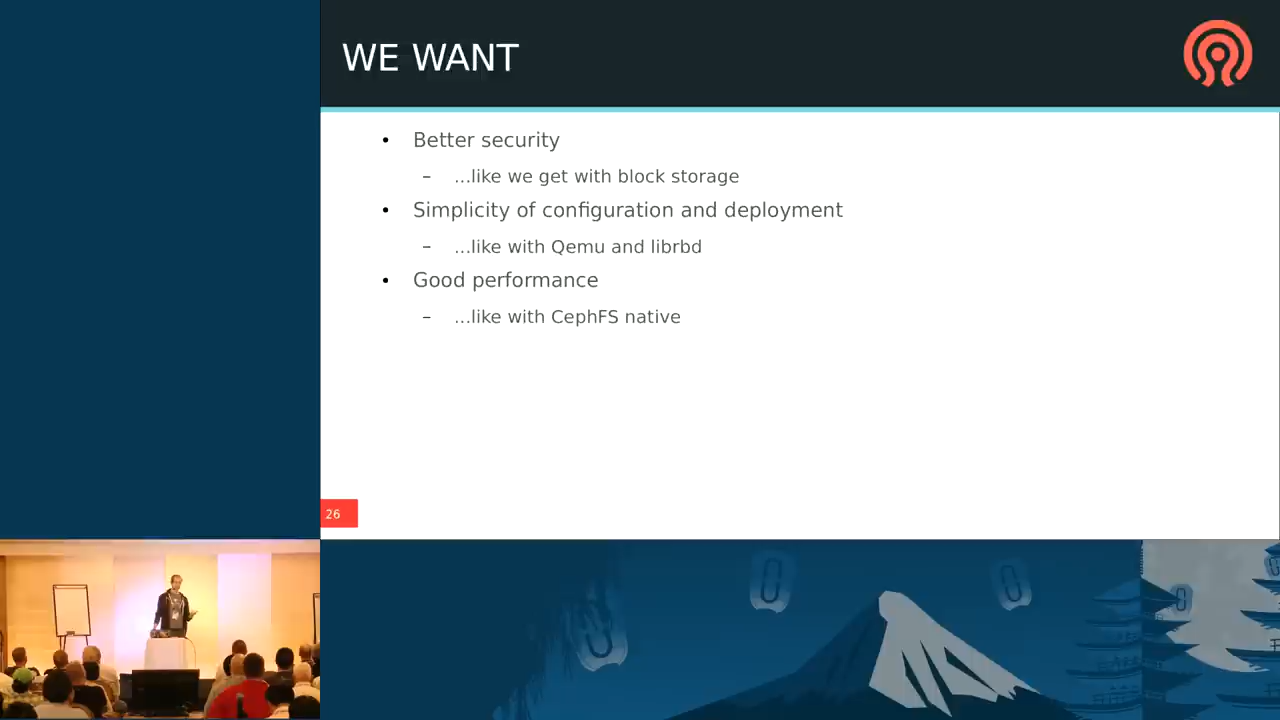 WE WANT
• Better security
– ...like we get with block storage
• Simplicity of configuration and deployment
– ...like with Qemu and librbd
• Good performance
– ...like with CephFS native
26